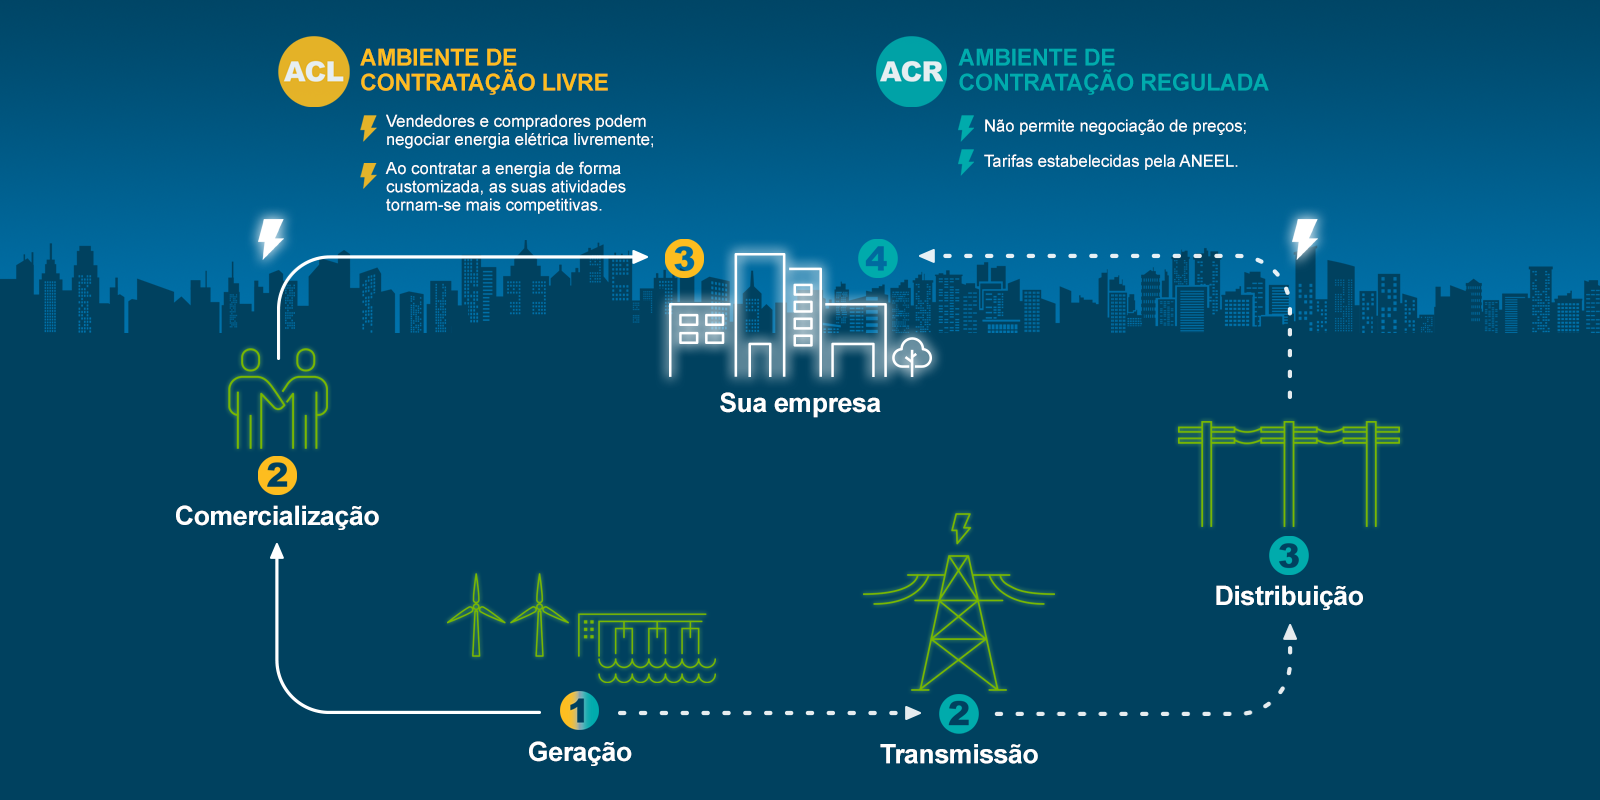 ACL
AMBIENTE DE
CONTRATAÇÃO LIVRE
Vendedores e compradores podem
negociar energia elétrica livremente;
Ao contratar a energia de forma
customizada, as suas atividades
tornam-se mais competitivas.
ACR
AMBIENTE DE
CONTRATAÇÃO REGULADA
Não permite negociação de preços;
Tarifas estabelecidas pela ANEEL.
3
4
Sua empresa
2
Comercialização
3
Distribuição
1
Geração
2
Transmissão